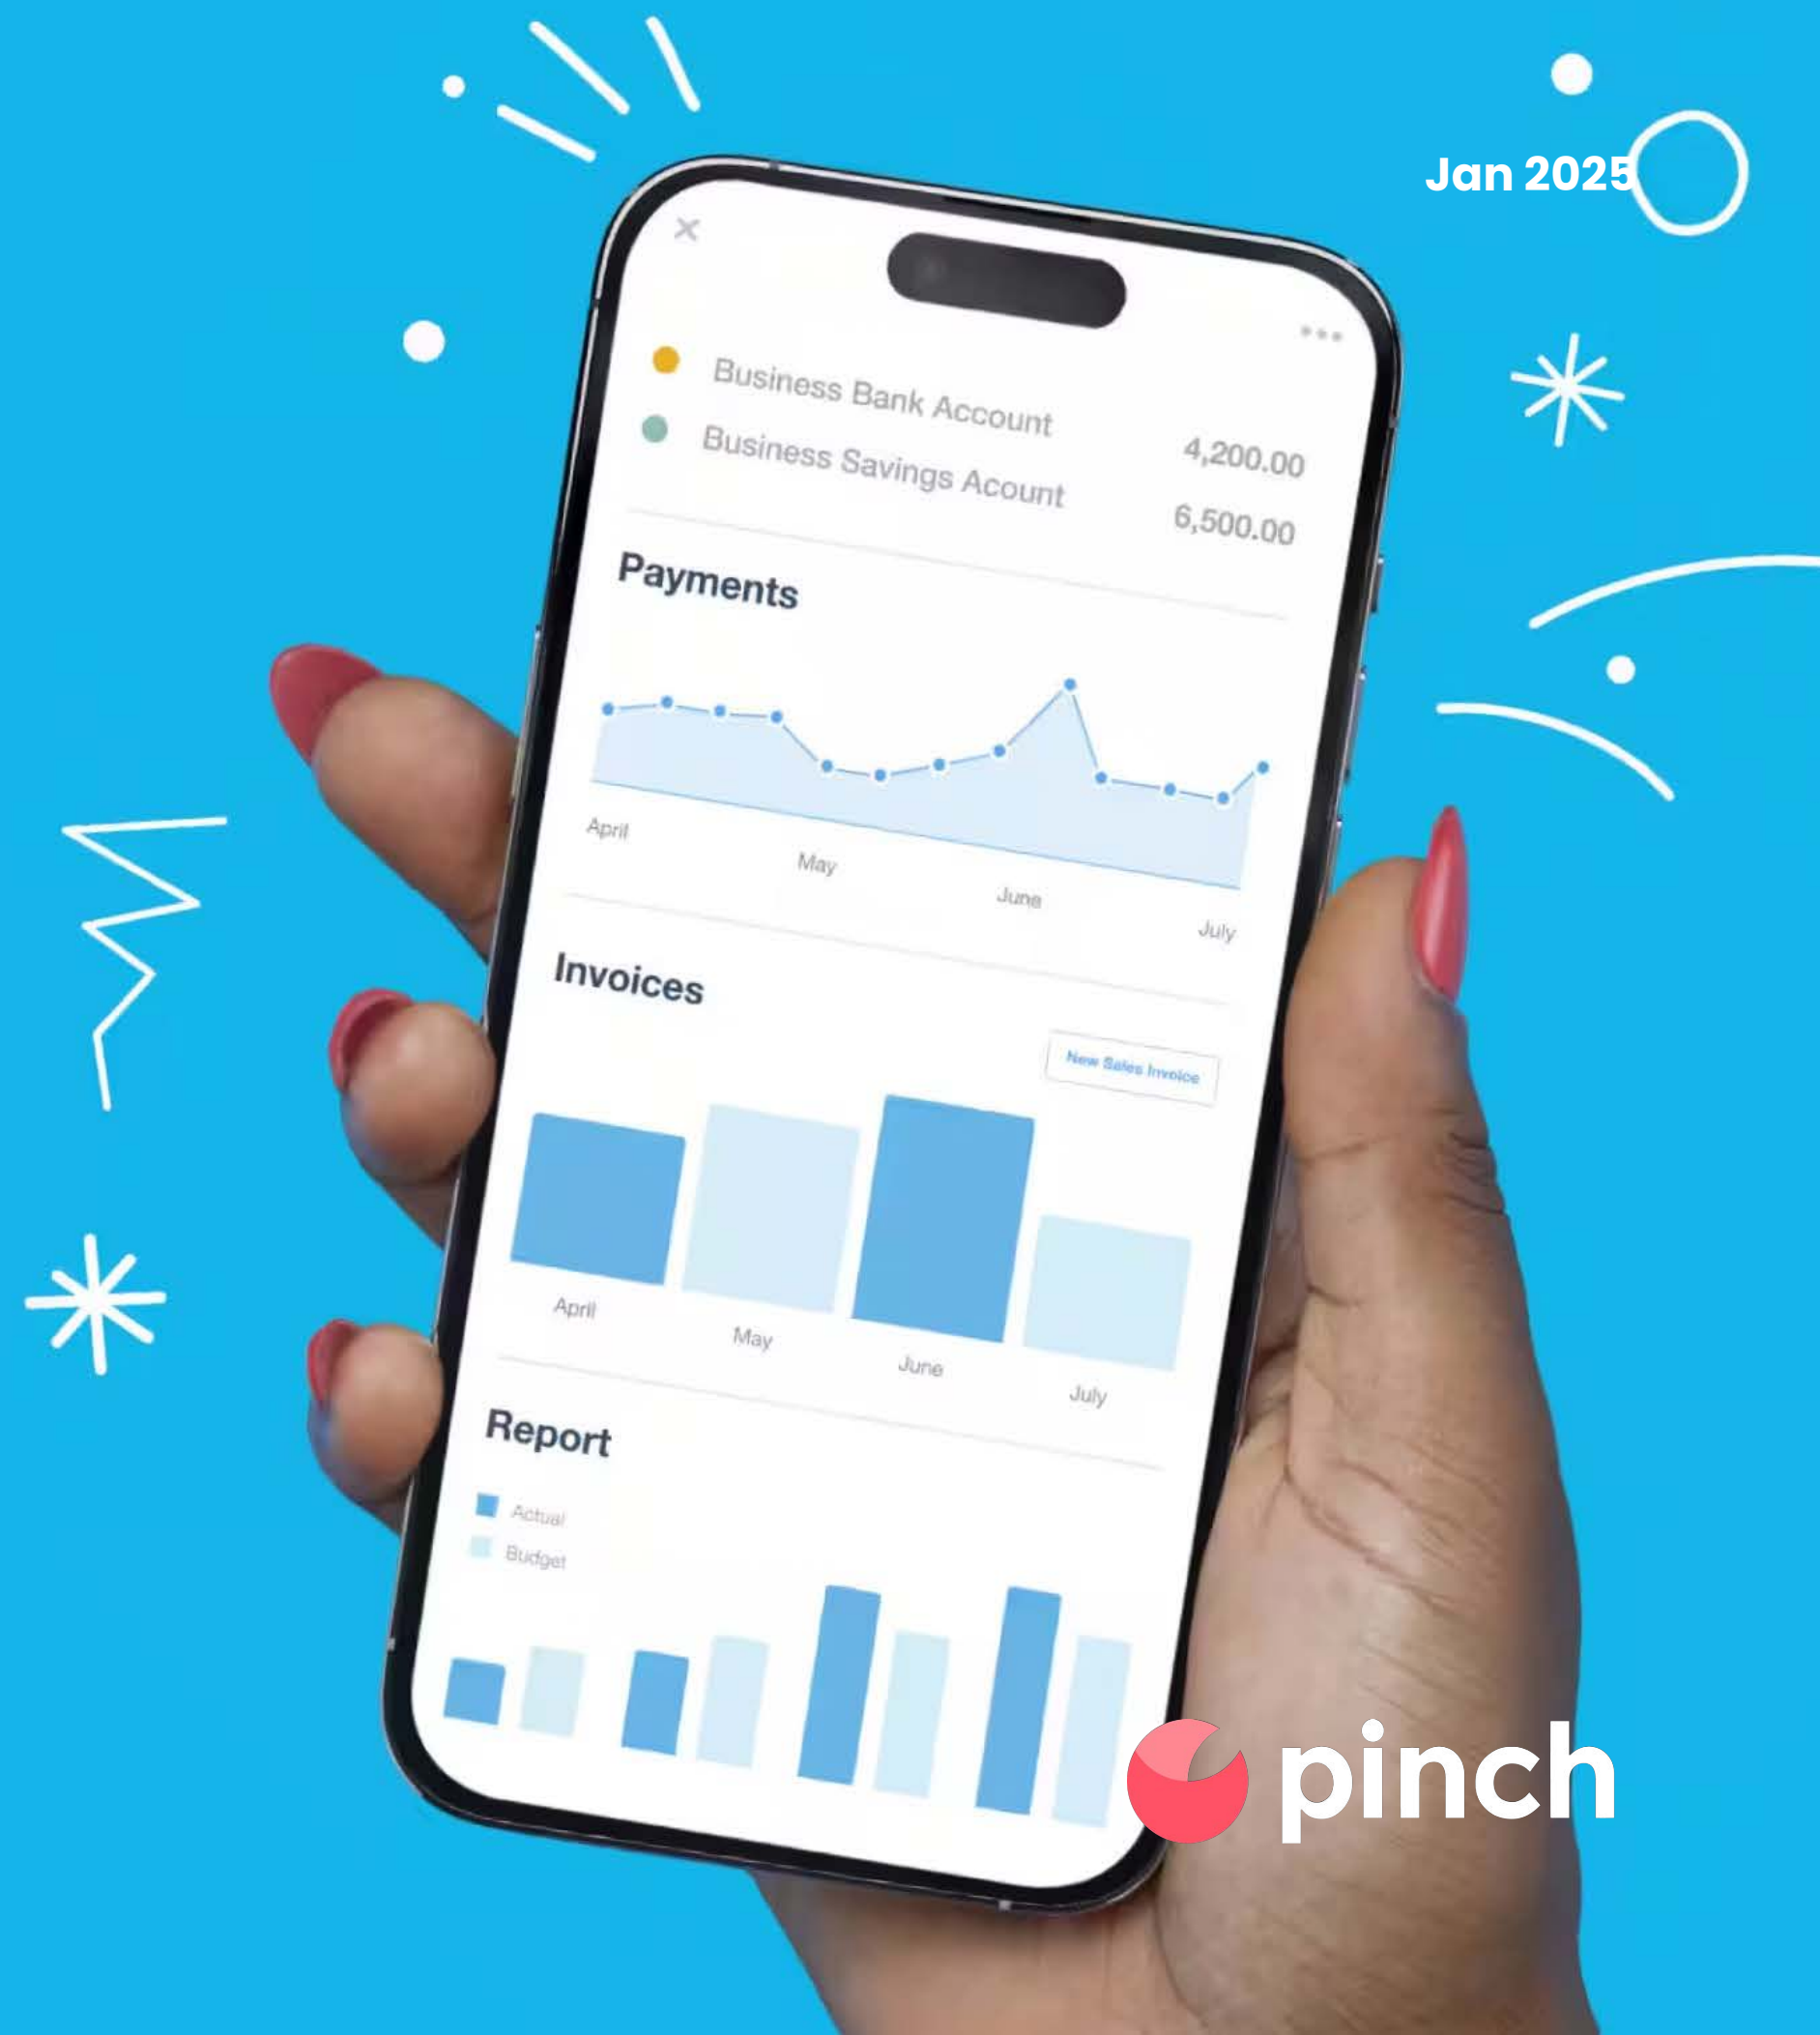 Jan 2025
Business Bank Account
4,200.00
Business Savings Acount
6,500.00
Payments
April
May
June
July
Invoices
New Sales Invoice
April
May
June
July
Report
Actual
Budget
pinch